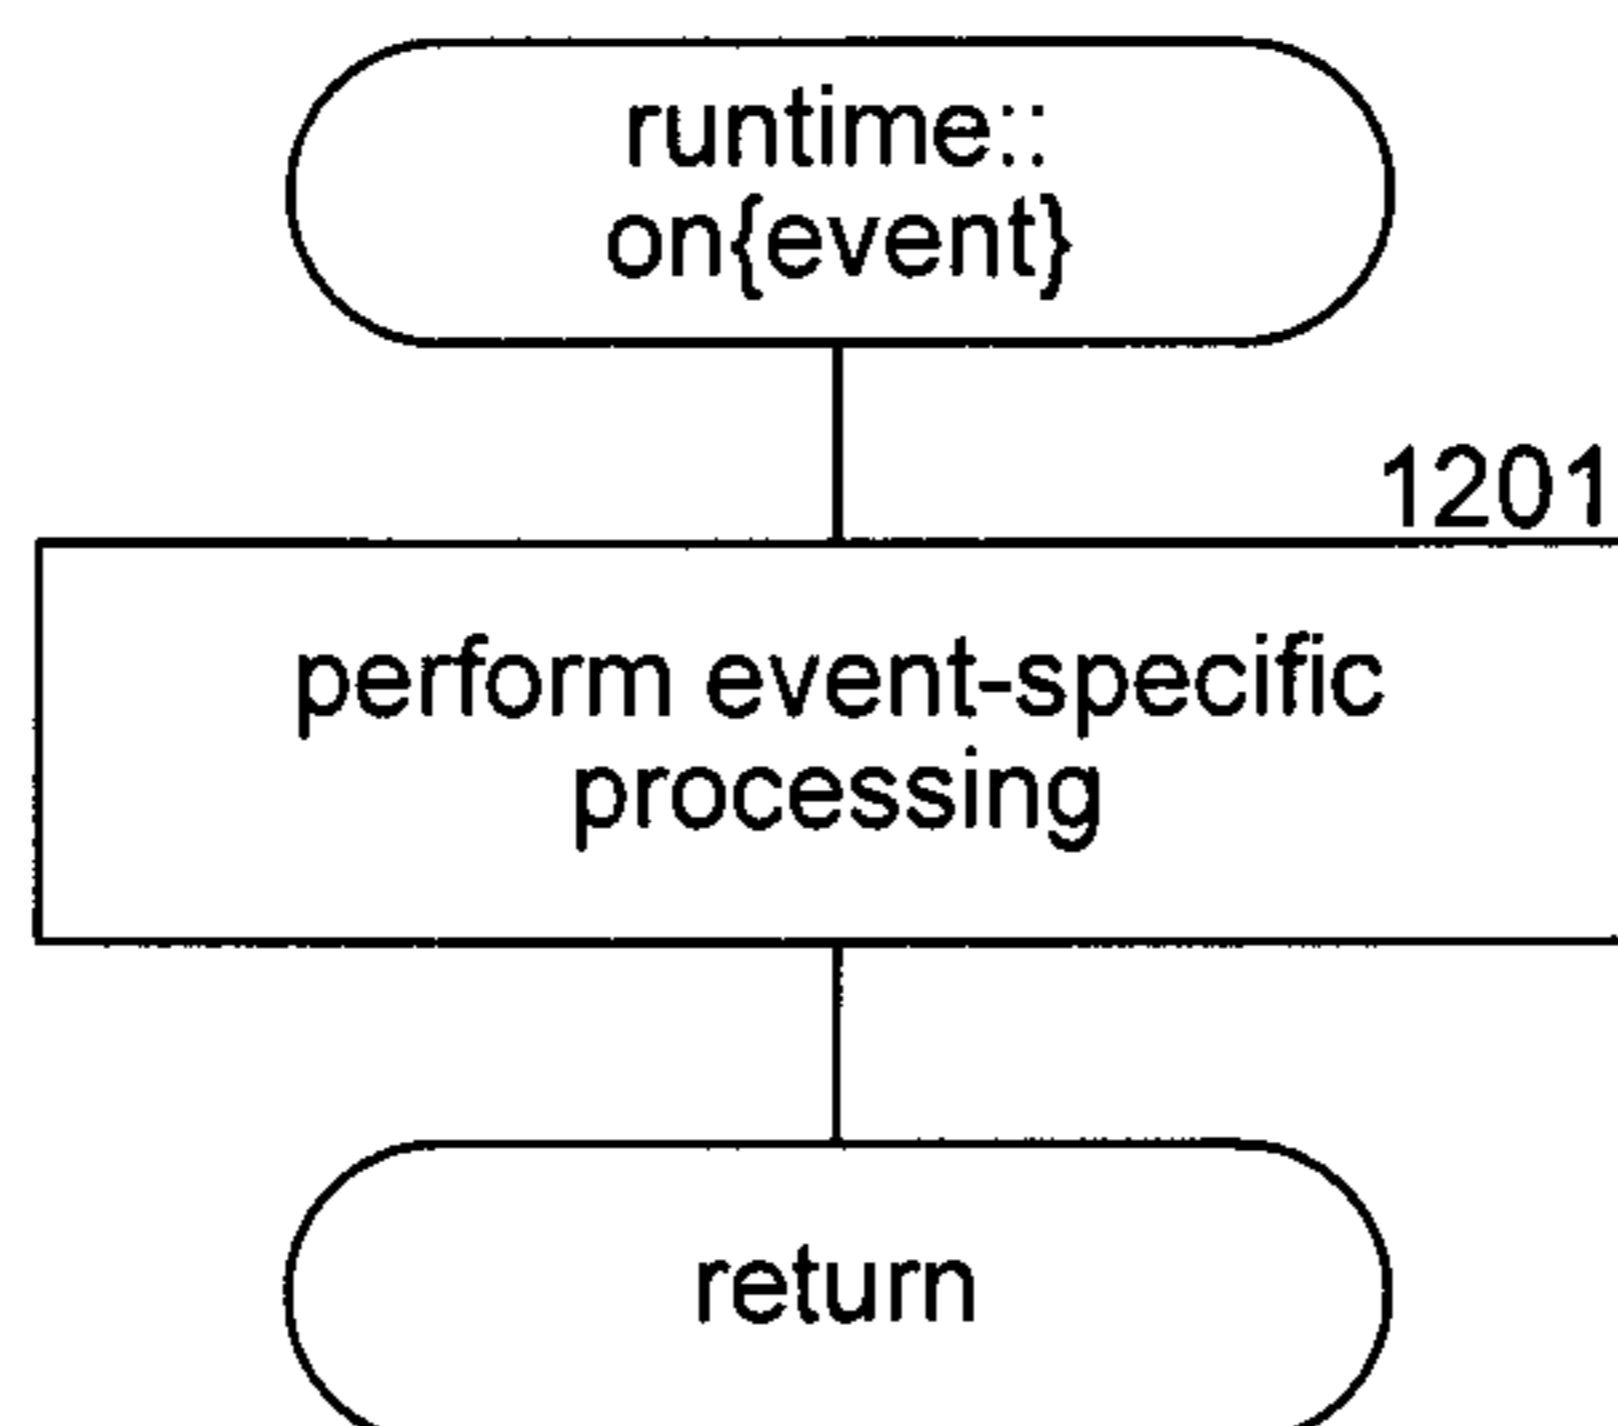 runtime::
on{event}
1201
perform event-specific
processing
return